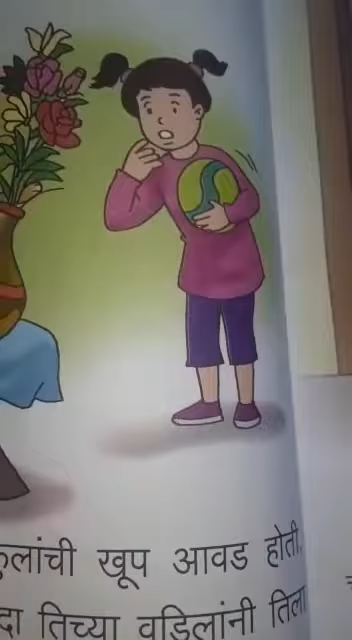 फुलांची खूप आवड होती.
दा तिच्या वडिलांनी तिला